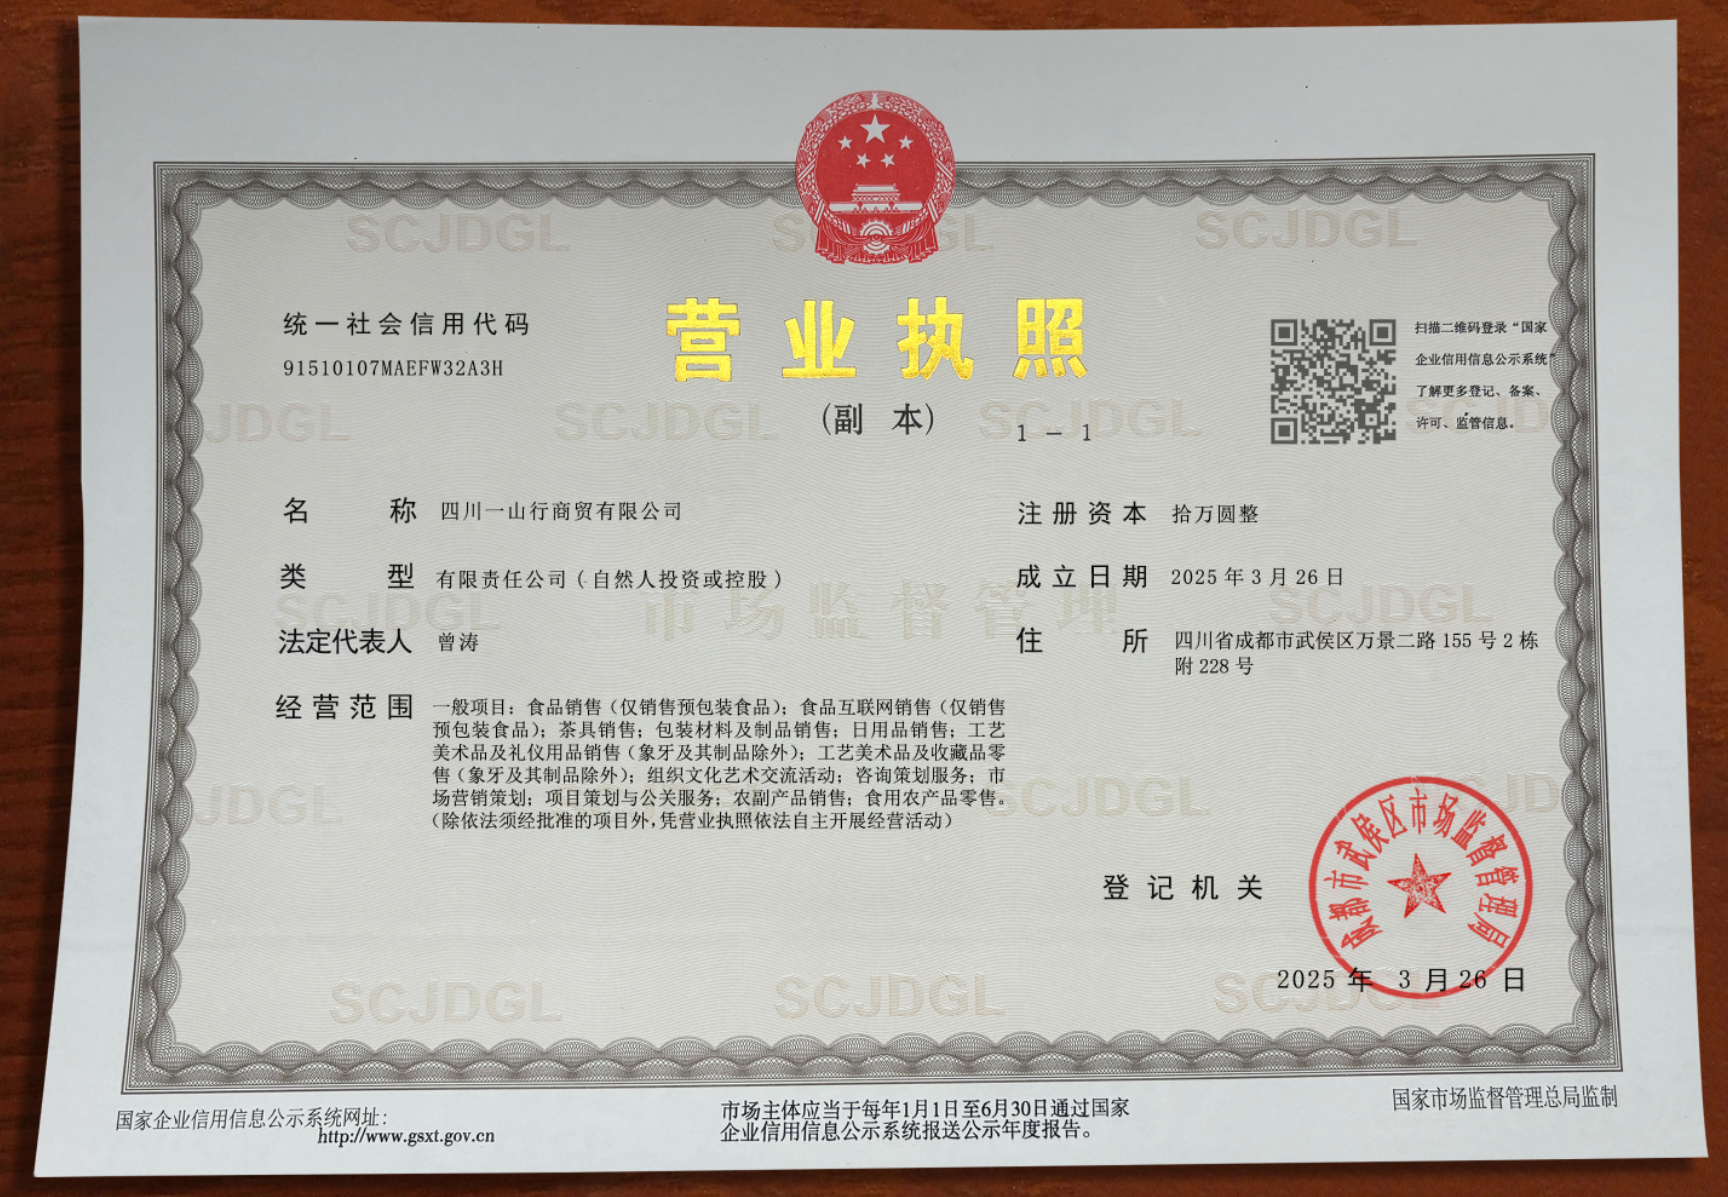 统一社会信用代码
91510107MAEFW32A3H
营业执照
(副 本)
1 - 1
扫描二维码登录“国家
企业信用信息公示系统”
了解更多登记、备案、
许可、监管信息。
名 称 四川一山行商贸有限公司
类 型 有限责任公司(自然人投资或控股)
法定代表人 曾涛
经营范围 一般项目:食品销售(仅销售预包装食品);食品互联网销售(仅销售
预包装食品);茶具销售;包装材料及制品销售;日用品销售;工艺
美术品及礼仪用品销售(象牙及其制品除外);工艺美术品及收藏品零
售(象牙及其制品除外);组织文化艺术交流活动;咨询策划服务;市
场营销策划;项目策划与公关服务;农副产品销售;食用农产品零售。
(除依法须经批准的项目外,凭营业执照依法自主开展经营活动)
注册资本 拾万圆整
成立日期 2025年3月26日
住 所 四川省成都市武侯区万景二路155号2栋
附228号
登记机关
成都市武侯区市场监督管理局
2025 年 3 月 26 日
国家企业信用信息公示系统网址:
http://www.gsxt.gov.cn
市场主体应当于每年1月1日至6月30日通过国家
企业信用信息公示系统报送公示年度报告。
国家市场监督管理总局监制
SCJDGL
市场监督管理